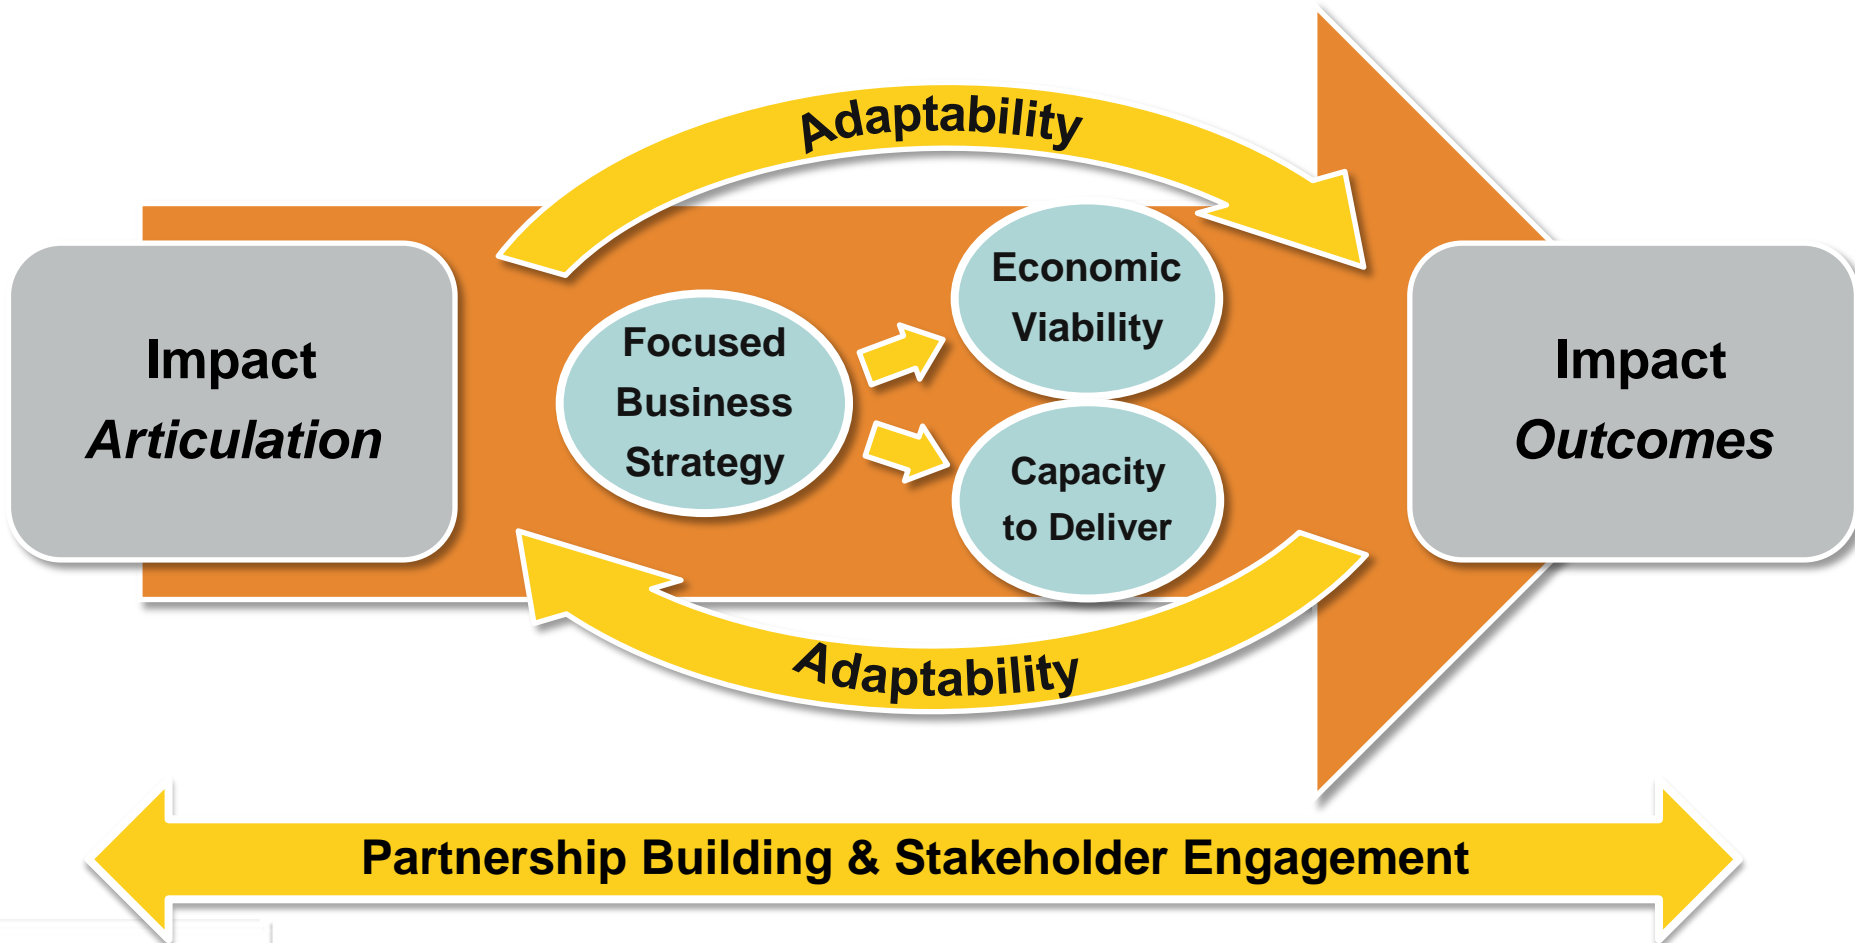 Adaptability
Impact
Articulation
Focused
Business
Strategy
Economic
Viability
Capacity
to Deliver
Impact
Outcomes
Adaptability
Partnership Building & Stakeholder Engagement